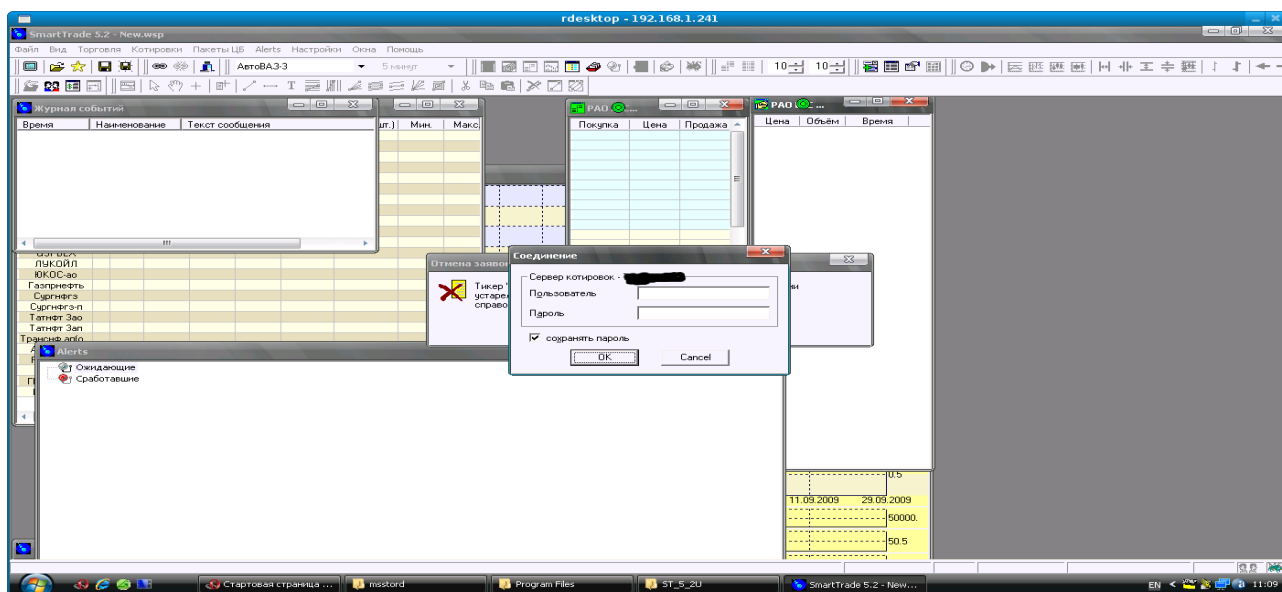 rdesktop - 192.168.1.241
SmartTrade 5.2 - New.wsp
Файл Вид Торговля Котировки Пакеты ЦБ Alerts Настройки Окна Помощь
АвтоВАЗ-3 5 минут 10 10
Журнал событий
Время Наименование Текст сообщения
шт.) Мин. Макс
РАО
Покупка Цена Продажа
РАО
Цена Объём Время
ЛУКОЙЛ
ЮКОС-ао
Газпрнефть
Сургнфгз
Сургнфгз-п
Татнфт 3ао
Татнфт 3ап
Отмена заявок
Тикер
устарел
справо
Соединение
Сервер котировок -
Пользователь
Пароль
сохранять пароль
OK Cancel
Alerts
Ожидающие
Сработавшие
0.5
11.09.2009 29.09.2009
50000.
50.5
Стартовая страница ... msstord Program Files ST_5_2U SmartTrade 5.2 - New... EN 11:09